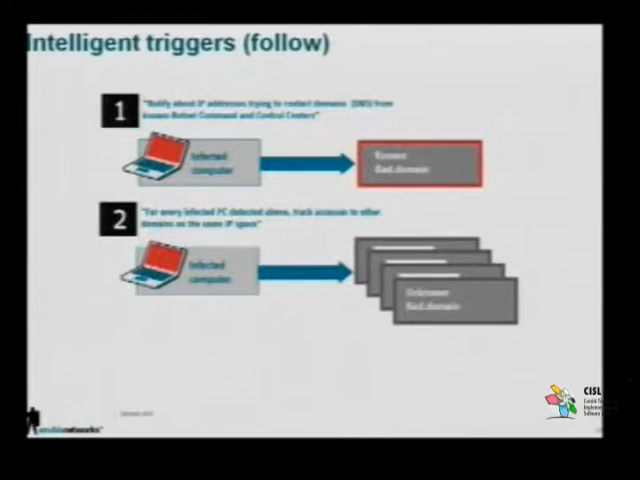 Intelligent triggers (follow)
1
"Notify about IP addresses trying to contact domains (DNS) from
known Botnet Command and Control Centers"
Infected
computer
Known
Bad.domain
2
"For every infected PC detected above, track accesses to other
domains on the same IP space"
Infected
computer
Unknown
Bad.domain
CISL